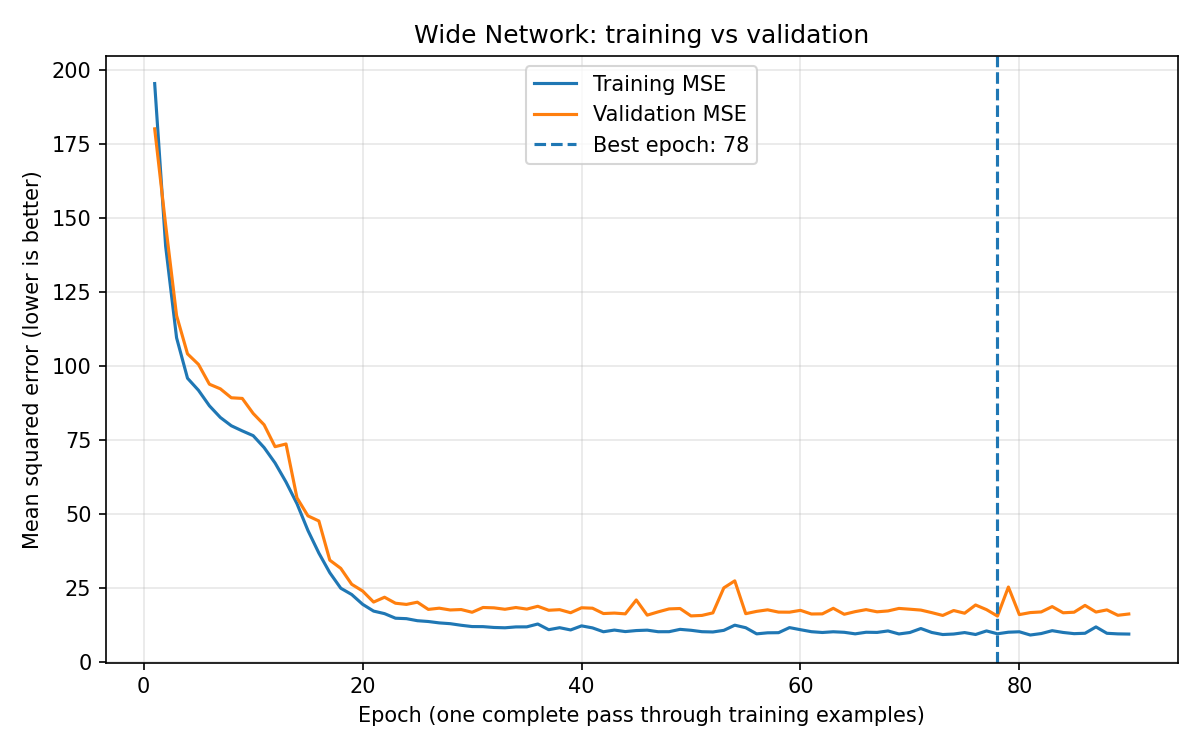 Wide Network: training vs validation
Training MSE
Validation MSE
Best epoch: 78
Mean squared error (lower is better)
200
175
150
125
100
75
50
25
0
0 20 40 60 80
Epoch (one complete pass through training examples)